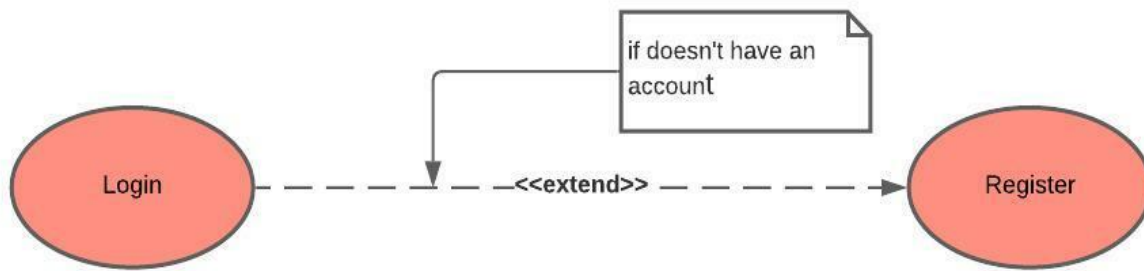 if doesn't have an
account
Login
<<extend>>
Register